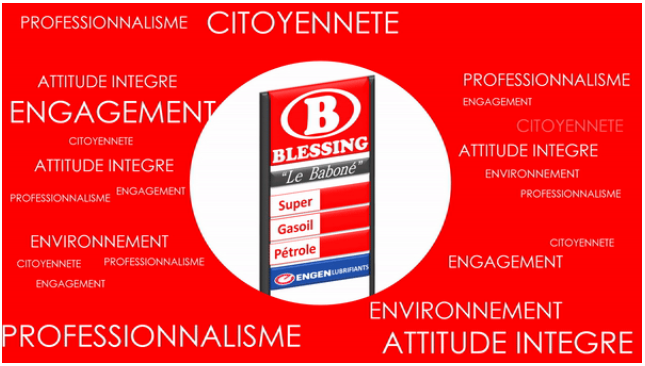 PROFESSIONNALISME CITOYENNETE
ATTITUDE INTEGRE
ENGAGEMENT
CITOYENNETE
ATTITUDE INTEGRE
PROFESSIONNALISME ENGAGEMENT
ENVIRONNEMENT
CITOYENNETE PROFESSIONNALISME
ENGAGEMENT
PROFESSIONNALISME
B
BLESSING
"Le Baboné"
Super
Gasoil
Pétrole
ENGEN LUBRIFIANTS
PROFESSIONNALISME
ENGAGEMENT
CITOYENNETE
ATTITUDE INTEGRE
ENVIRONNEMENT
PROFESSIONNALISME
CITOYENNETE
ENGAGEMENT
ENVIRONNEMENT
ATTITUDE INTEGRE